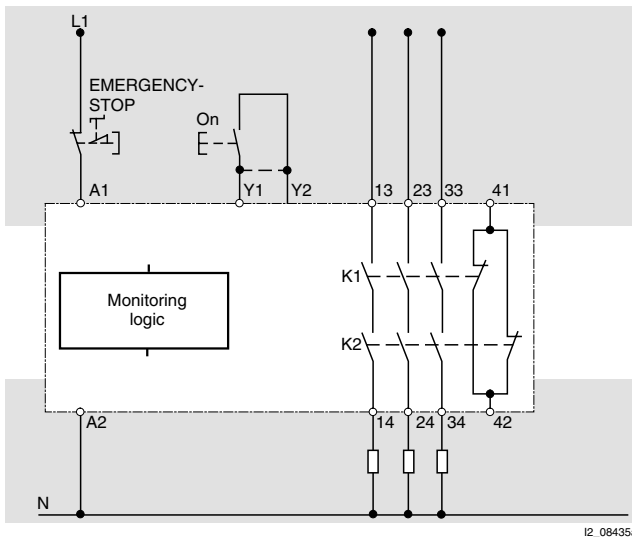 L1
EMERGENCY-
STOP
On
A1
Y1
Y2
13
23
33
41
K1
Monitoring
logic
K2
A2
14
24
34
42
N